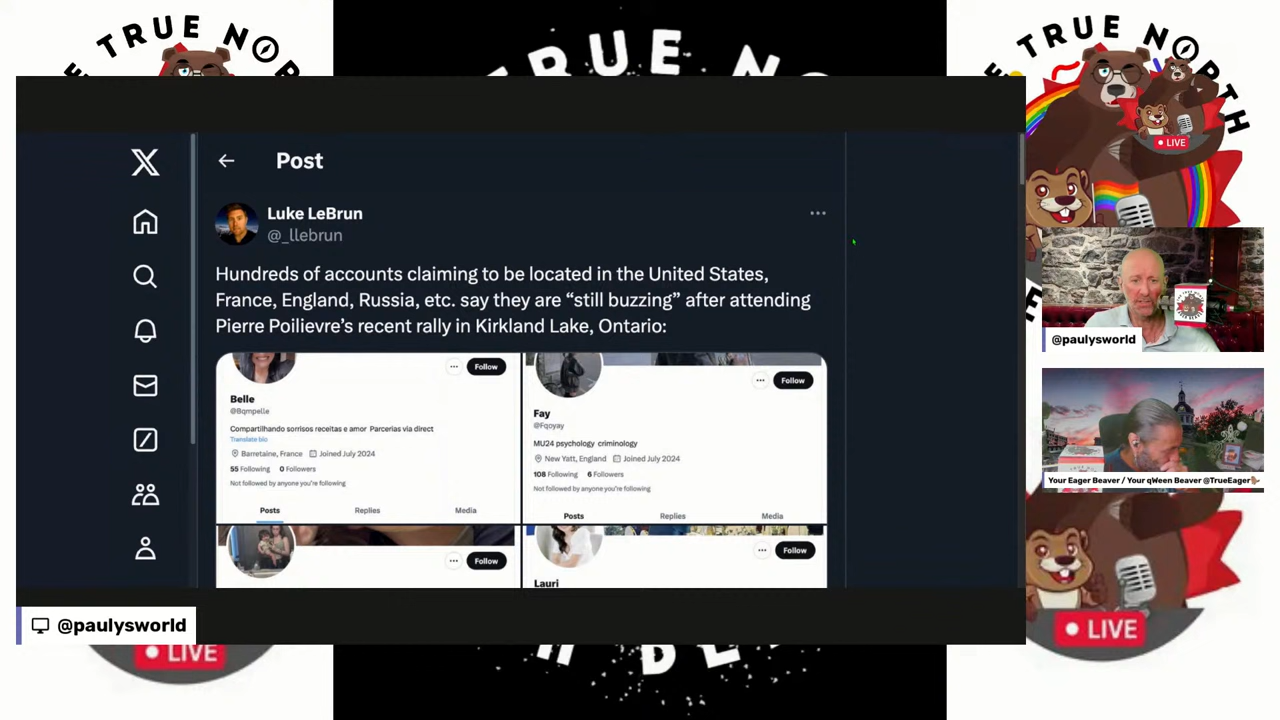 TRUE NORTH
TRUE NO
TRUE NORTH
LIVE
Post
Luke LeBrun
@_llebrun
Hundreds of accounts claiming to be located in the United States,
France, England, Russia, etc. say they are “still buzzing” after attending
Pierre Poilievre’s recent rally in Kirkland Lake, Ontario:
Follow
Belle
@Bqmpelle
Compartilhando sorrisos receitas e amor Parcerias via direct
Translate bio
Barretaine, France Joined July 2024
55 Following 0 Followers
Not followed by anyone you're following
Posts Replies Media
Follow
Fay
@Fqoyay
MU24 psychology criminology
New Yatt, England Joined July 2024
108 Following 6 Followers
Not followed by anyone you're following
Posts Replies Media
Follow
Follow
Lauri
@paulysworld
Your Eager Beaver / Your qWeen Beaver @TrueEager
@paulysworld
LIVE
LIVE